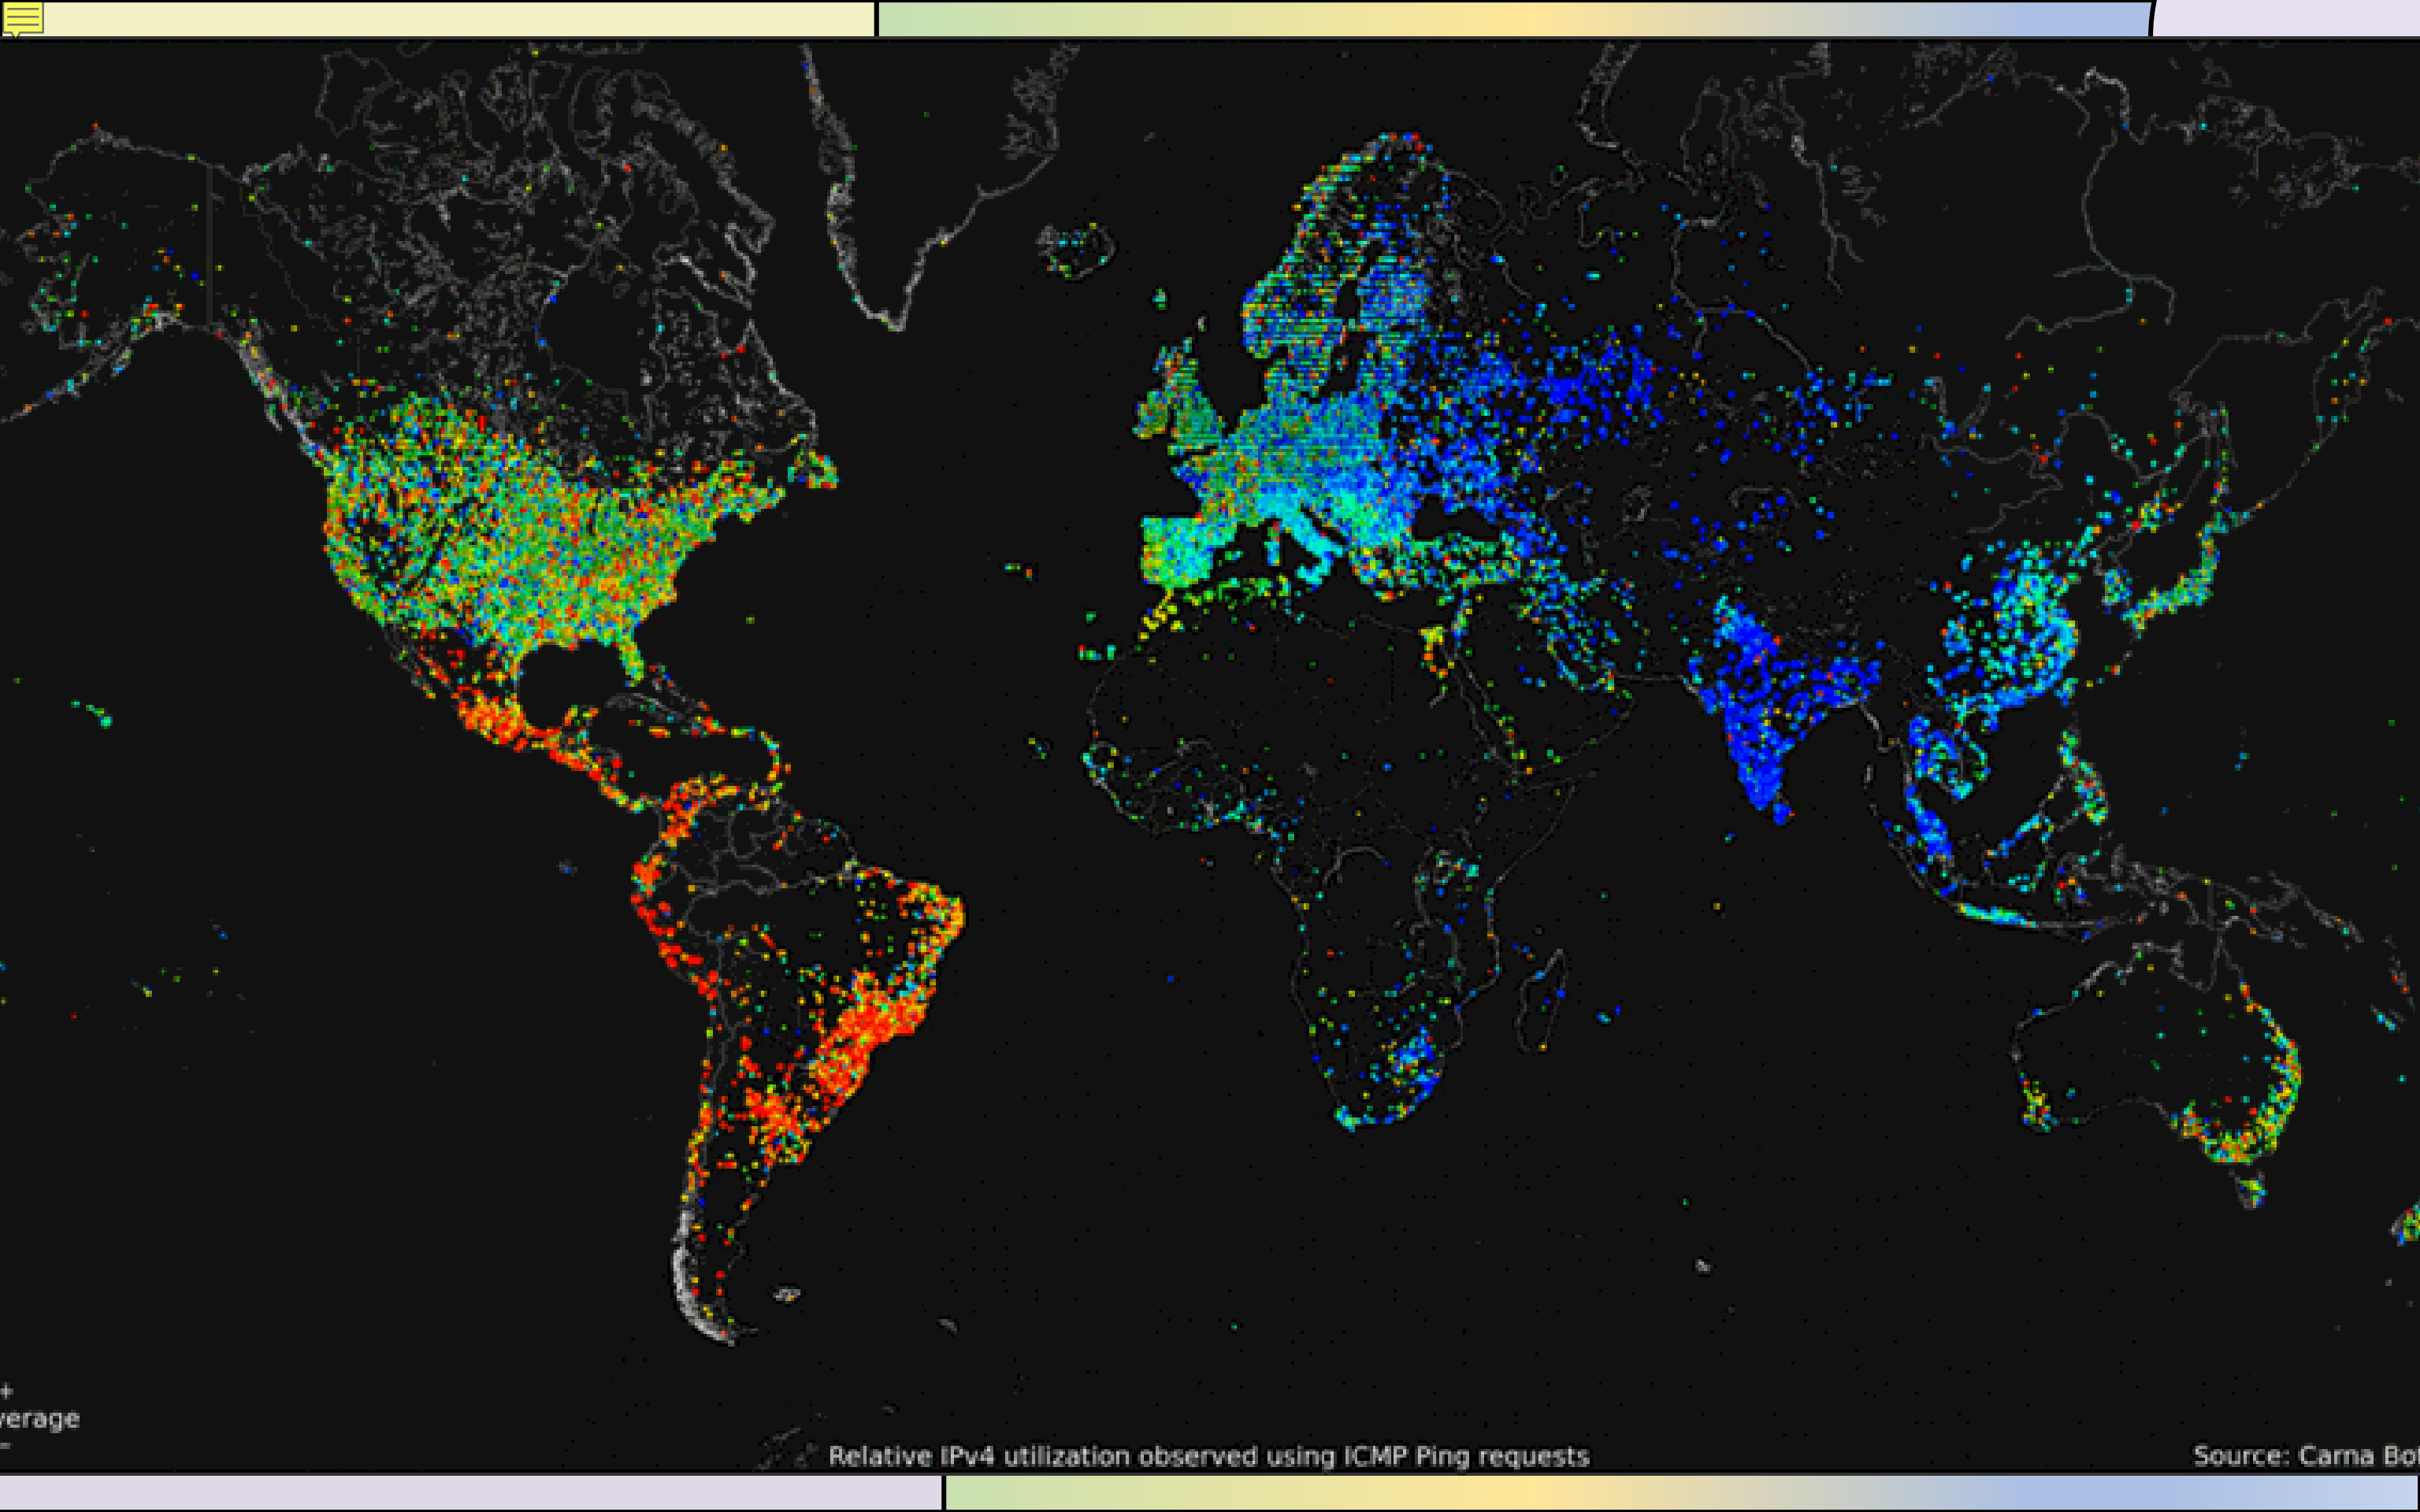 +
verage
-
Relative IPv4 utilization observed using ICMP Ping requests
Source: Carna Bot